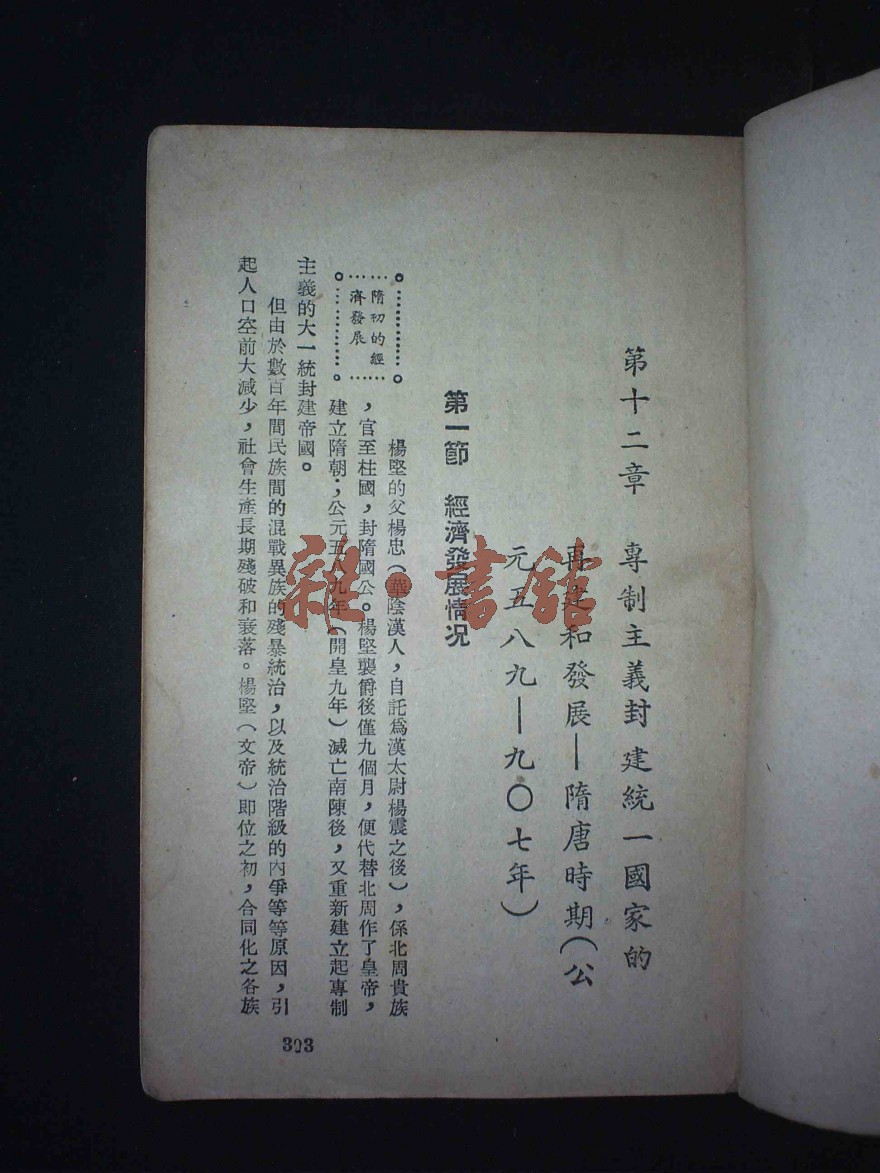 第十二章　專制主義封建統一國家的
再建和發展—隋唐時期(公
元五八九—九〇七年)
第一節　經濟發展情况
隋初的經
濟發展
楊堅的父楊忠(華陰漢人，自託爲漢太尉楊震之後)，係北周貴族
，官至柱國，封隋國公。楊堅襲爵後僅九個月，便代替北周作了皇帝，
建立隋朝；公元五八九年(開皇九年)滅亡南陳後，又重新建立起專制
主義的大一統封建帝國。
但由於數百年間民族間的混戰異族的殘暴統治，以及統治階級的內爭等等原因，引
起人口空前大減少，社會生產長期殘破和衰落。楊堅(文帝)即位之初，合同化之各族
303
雜·書館